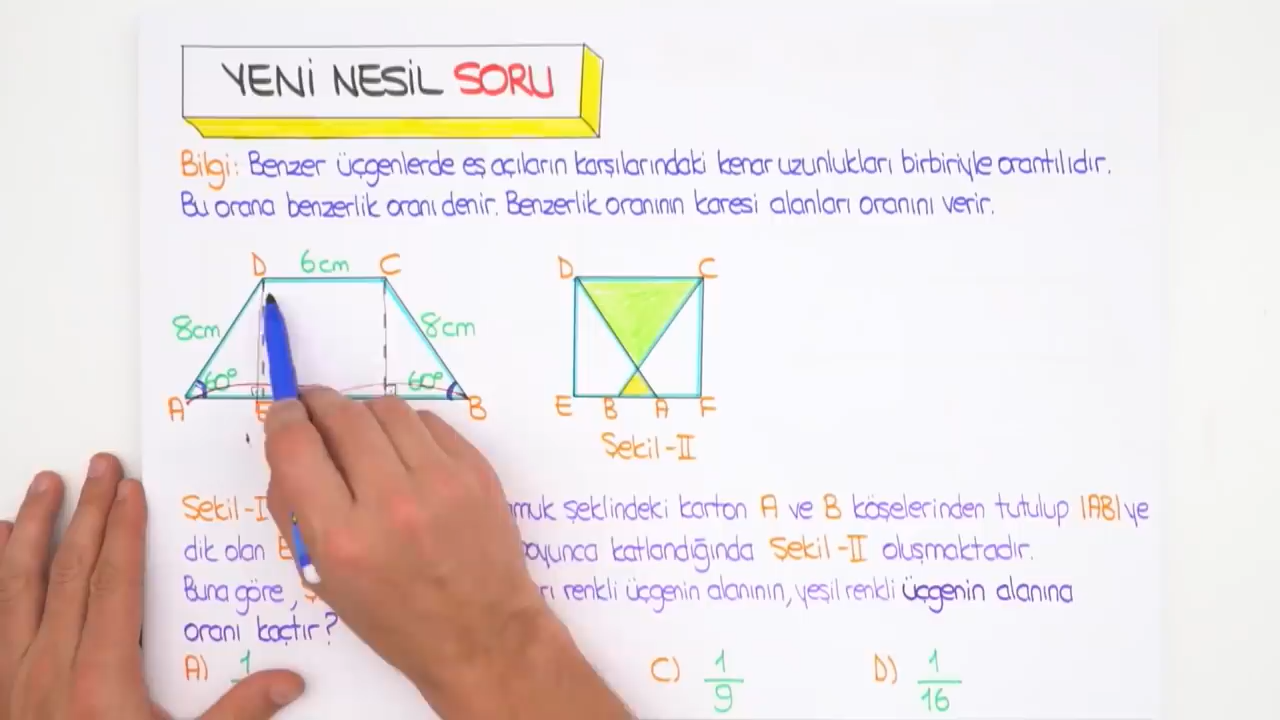 YENİ NESİL SORU
Bilgi: Benzer üçgenlerde eş açıların karşılarındaki kenar uzunlukları birbiriyle orantılıdır.
Bu orana benzerlik oranı denir. Benzerlik oranının karesi alanları oranını verir.
D 6cm C
8cm 8cm
60° 60°
A E B
D C
E B A F
Şekil-II
Şekil-I şeklindeki karton A ve B köşelerinden tutulup |AB| ye
dik olan boyunca katlandığında Şekil-II oluşmaktadır.
Buna göre, renkli üçgenin alanının, yeşil renkli üçgenin alanına
oranı kaçtır?
A) 1 C) 1/9 D) 1/16